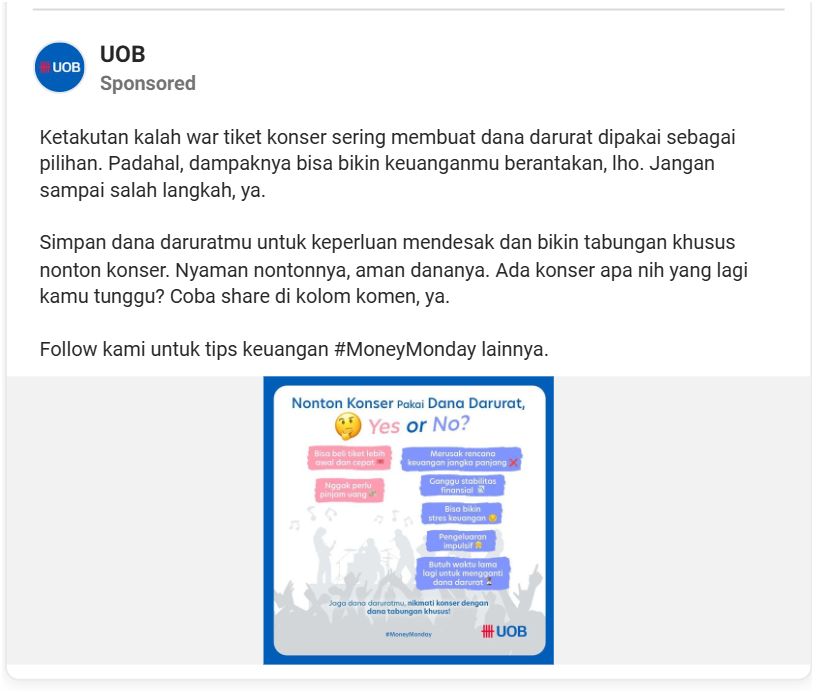 UOB
UOB
Sponsored
Ketakutan kalah war tiket konser sering membuat dana darurat dipakai sebagai
pilihan. Padahal, dampaknya bisa bikin keuanganmu berantakan, lho. Jangan
sampai salah langkah, ya.
Simpan dana daruratmu untuk keperluan mendesak dan bikin tabungan khusus
nonton konser. Nyaman nontonnya, aman dananya. Ada konser apa nih yang lagi
kamu tunggu? Coba share di kolom komen, ya.
Follow kami untuk tips keuangan #MoneyMonday lainnya.
Nonton Konser Pakai Dana Darurat,
🤔 Yes or No?
Bisa beli tiket lebih
awal dan cepat
Nggak perlu
pinjam uang
Merusak rencana
keuangan jangka panjang ❌
Ganggu stabilitas
finansial
Bisa bikin
stres keuangan
Pengeluaran
impulsif
Butuh waktu lama
lagi untuk mengganti
dana darurat
Jaga dana daruratmu, nikmati konser dengan
dana tabungan khusus!
#MoneyMonday
UOB